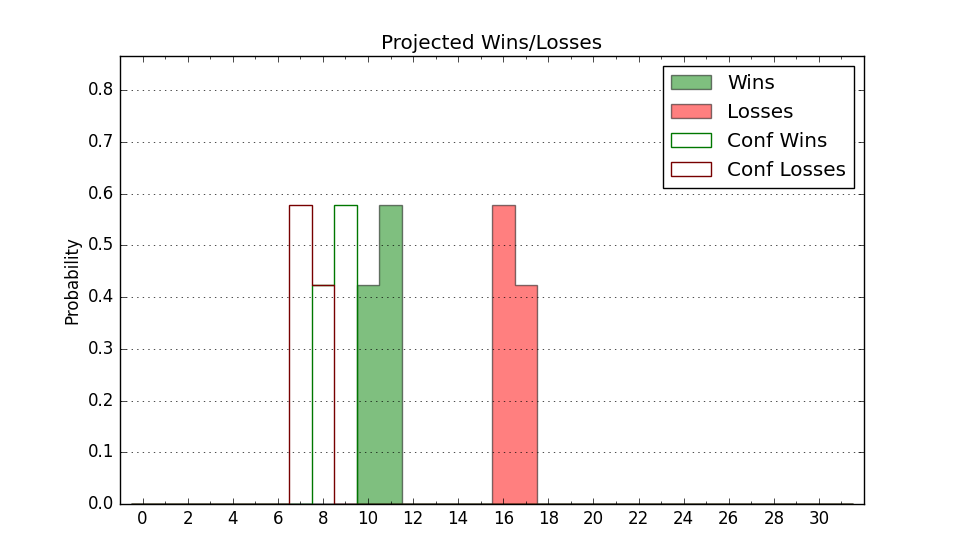 Projected Wins/Losses
Wins
Losses
Conf Wins
Conf Losses
Probability
0.8
0.7
0.6
0.5
0.4
0.3
0.2
0.1
0.0
0 2 4 6 8 10 12 14 16 18 20 22 24 26 28 30